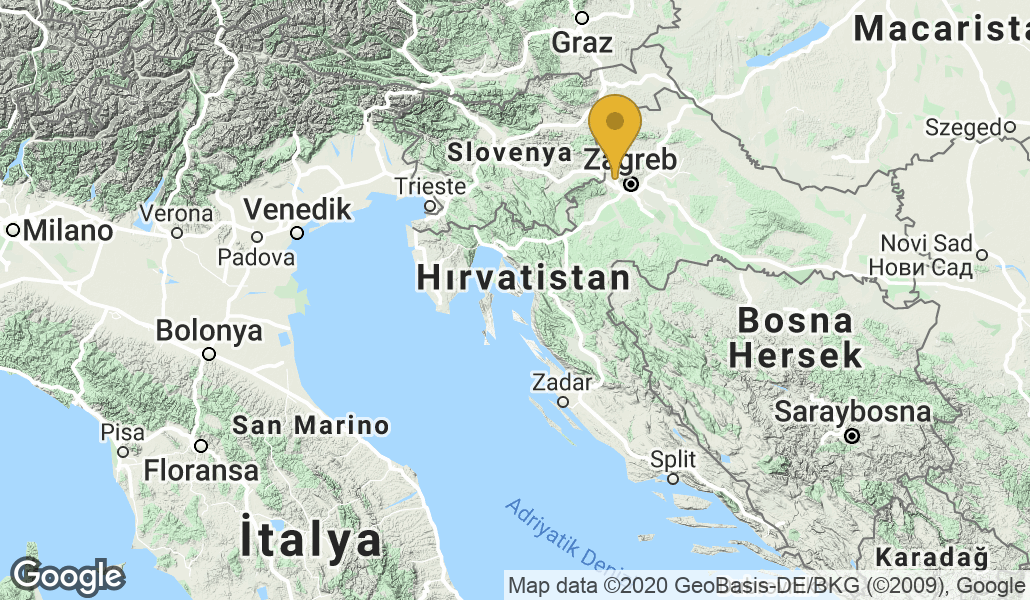 Macarista
Graz
Szeged
Slovenya
Zagreb
Trieste
Verona
Venedik
Milano
Padova
Novi Sad
Нови Сад
Hırvatistan
Bolonya
Bosna
Hersek
Zadar
Saraybosna
San Marino
Pisa
Floransa
Split
Adriyatik Deni
İtalya
Karadağ
Google
Map data ©2020 GeoBasis-DE/BKG (©2009), Google